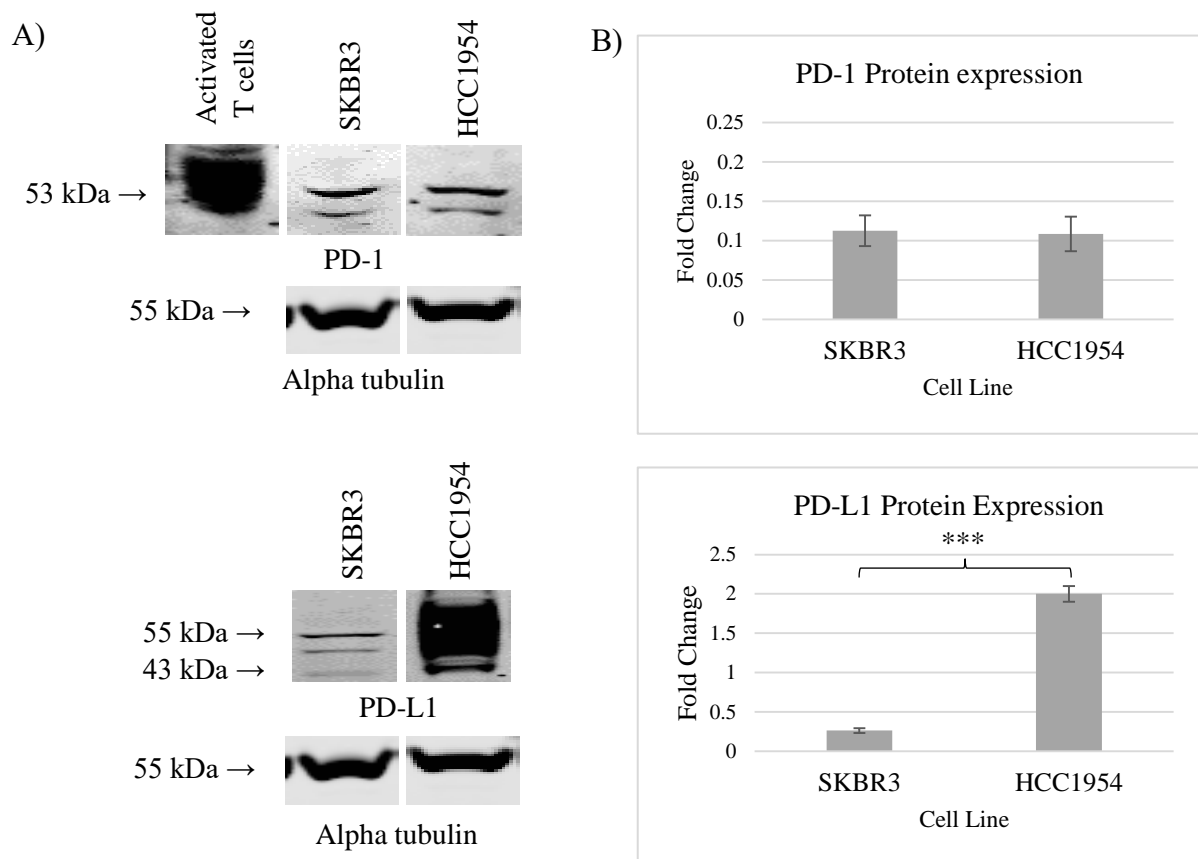 A)
Activated
T cells
SKBR3
HCC1954
53 kDa →
PD-1
55 kDa →
Alpha tubulin
SKBR3
HCC1954
55 kDa →
43 kDa →
PD-L1
55 kDa →
Alpha tubulin
B)
PD-1 Protein expression
Fold Change
0.25
0.2
0.15
0.1
0.05
0
SKBR3
HCC1954
Cell Line
PD-L1 Protein Expression
***
Fold Change
2.5
2
1.5
1
0.5
0
SKBR3
HCC1954
Cell Line